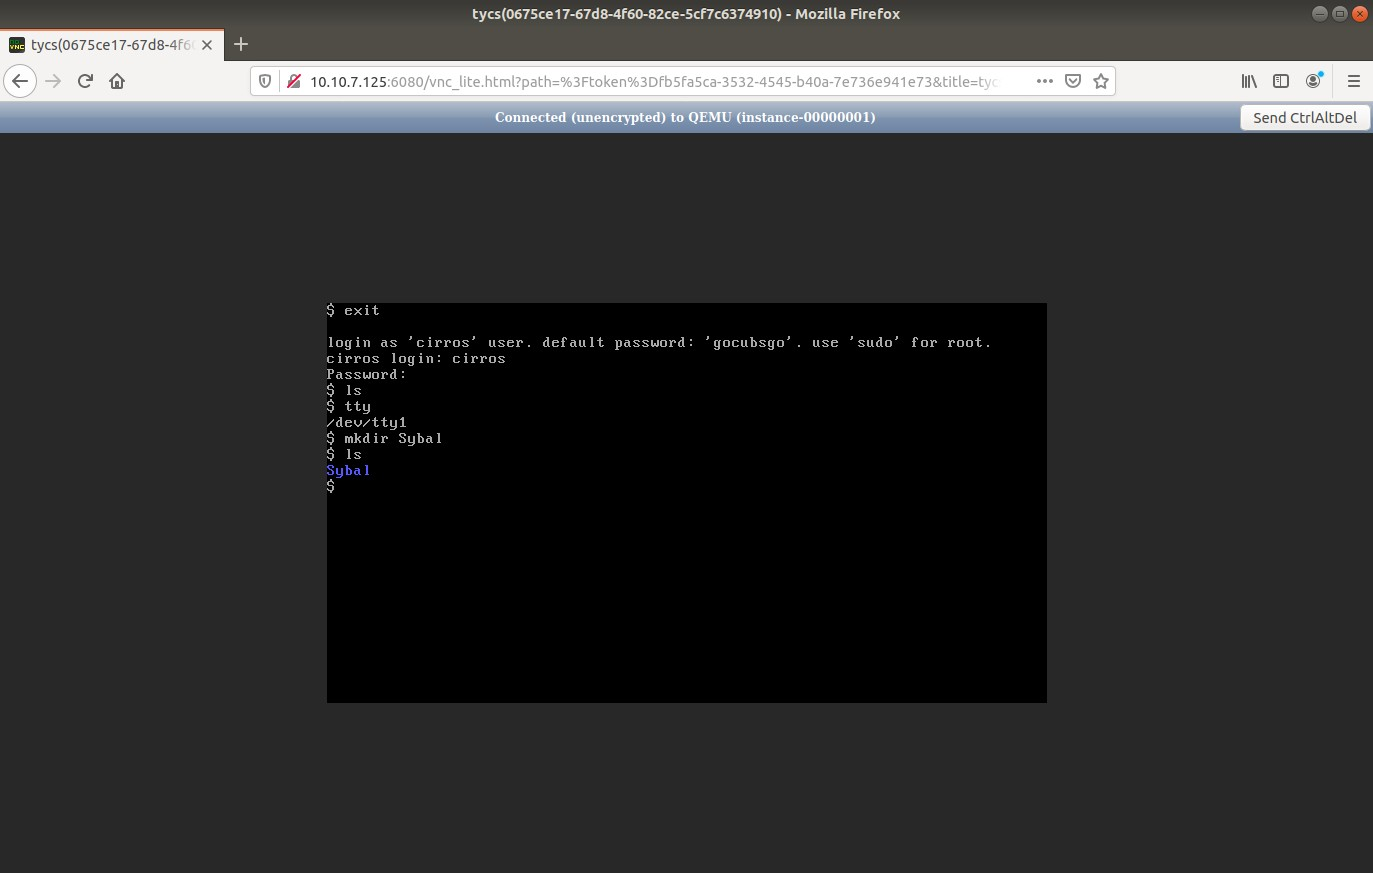 tycs(0675ce17-67d8-4f60-82ce-5cf7c6374910) - Mozilla Firefox
VNC tycs(0675ce17-67d8-4f6
10.10.7.125:6080/vnc_lite.html?path=%3Ftoken%3Dfb5fa5ca-3532-4545-b40a-7e736e941e73&title=tyc
Connected (unencrypted) to QEMU (instance-00000001)
Send CtrlAltDel
$ exit
login as 'cirros' user. default password: 'gocubsgo'. use 'sudo' for root.
cirros login: cirros
Password:
$ ls
$ tty
/dev/tty1
$ mkdir Sybal
$ ls
Sybal
$